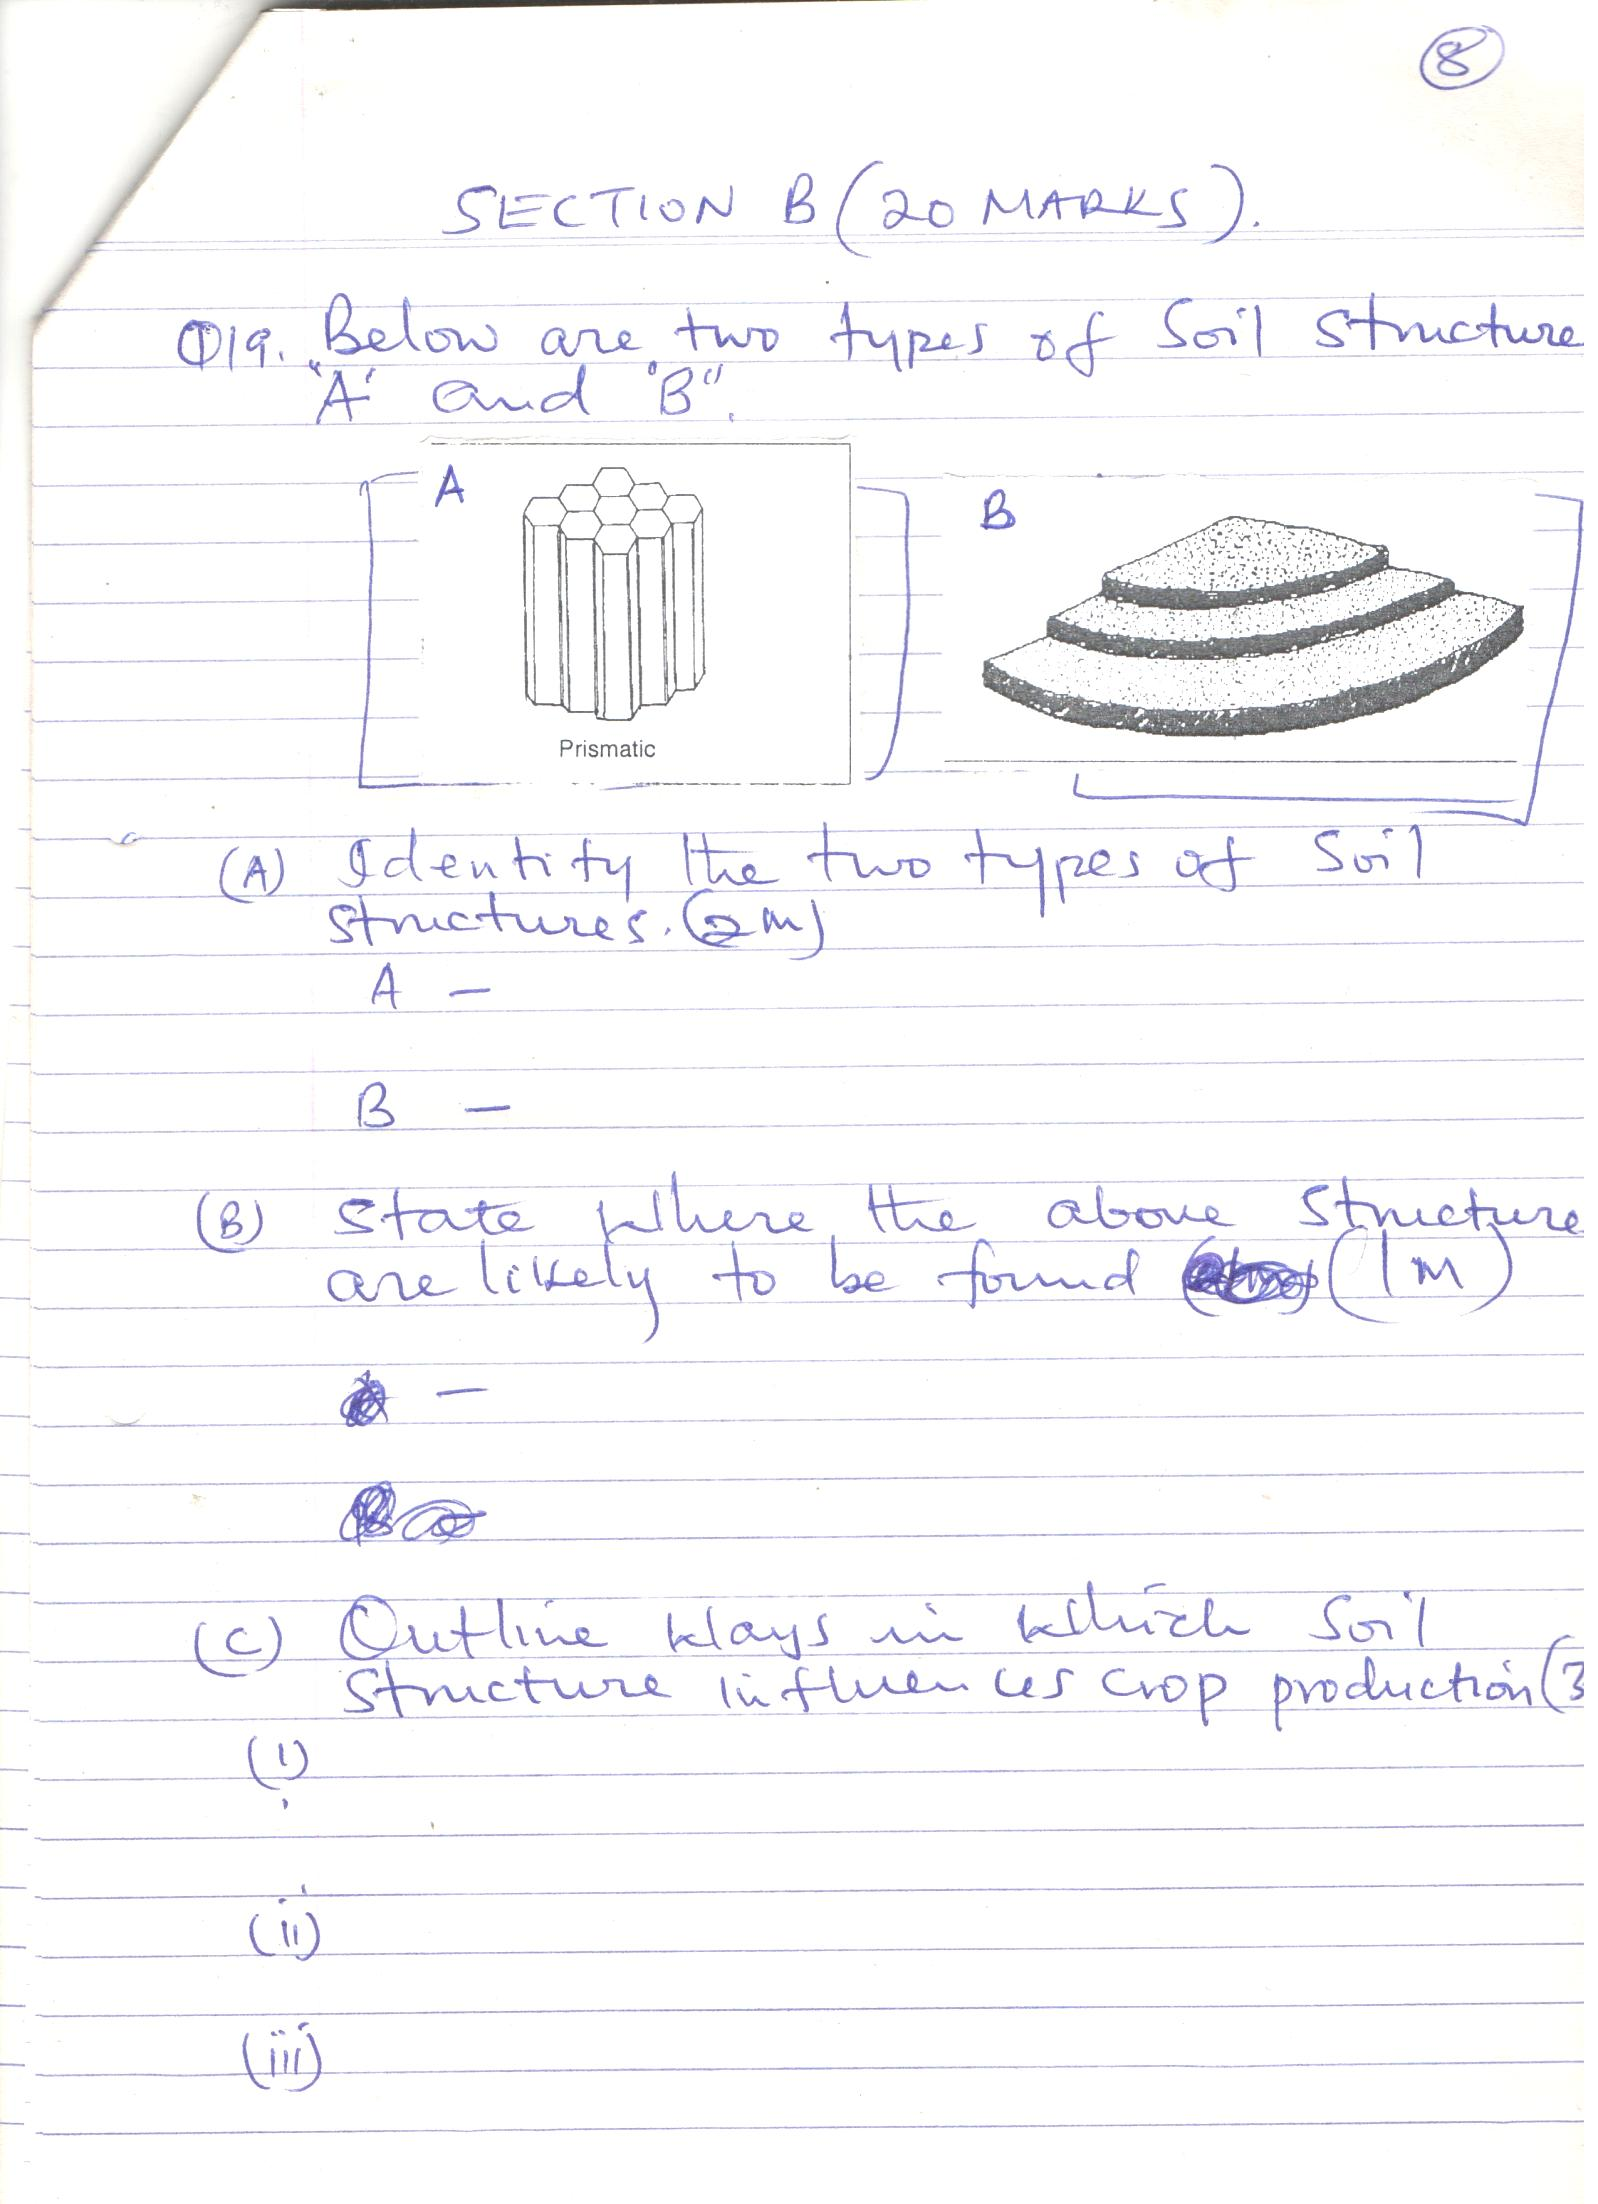 8
SECTION B (20 MARKS).
Q19. Below are two types of Soil structure
"A" and "B".
A
B
Prismatic
(A) Identify the two types of Soil
structures. (2m)
A —
B —
(B) State where the above structure
are likely to be found (1m)
—
(C) Outline ways in which Soil
structure influences crop production (3
(i)
(ii)
(iii)